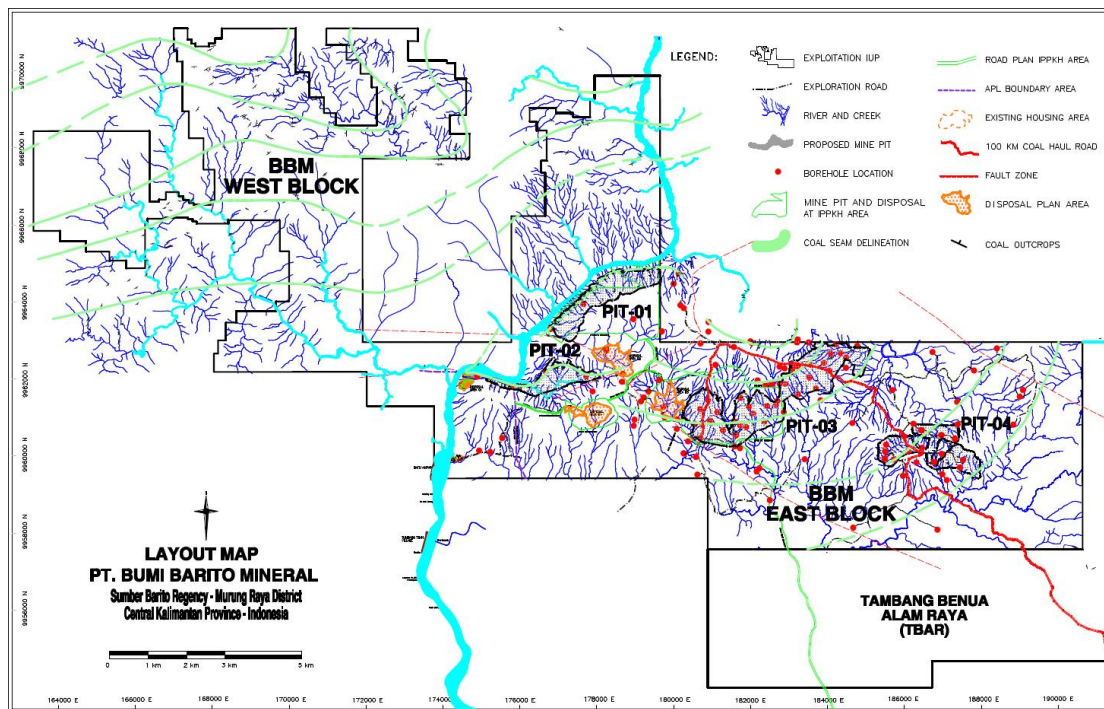 LEGEND:
EXPLOITATION IUP
EXPLORATION ROAD
RIVER AND CREEK
PROPOSED MINE PIT
BOREHOLE LOCATION
MINE PIT AND DISPOSAL
AT IPPKH AREA
COAL SEAM DELINEATION
ROAD PLAN IPPKH AREA
APL BOUNDARY AREA
EXISTING HOUSING AREA
100 KM COAL HAUL ROAD
FAULT ZONE
DISPOSAL PLAN AREA
COAL OUTCROPS
BBM
WEST BLOCK
PIT-01
PIT-02
PIT-03
PIT-04
BBM
EAST BLOCK
TAMBANG BENUA
ALAM RAYA
(TBAR)
LAYOUT MAP
PT. BUMI BARITO MINERAL
Sumber Barito Regency - Murung Raya District
Central Kalimantan Province - Indonesia
0 1 km 2 km 3 km 5 km
9970000 N
9968000 N
9966000 N
9964000 N
9962000 N
9960000 N
9958000 N
9956000 N
164000 E
166000 E
168000 E
170000 E
172000 E
174000 E
176000 E
178000 E
180000 E
182000 E
184000 E
186000 E
188000 E
190000 E